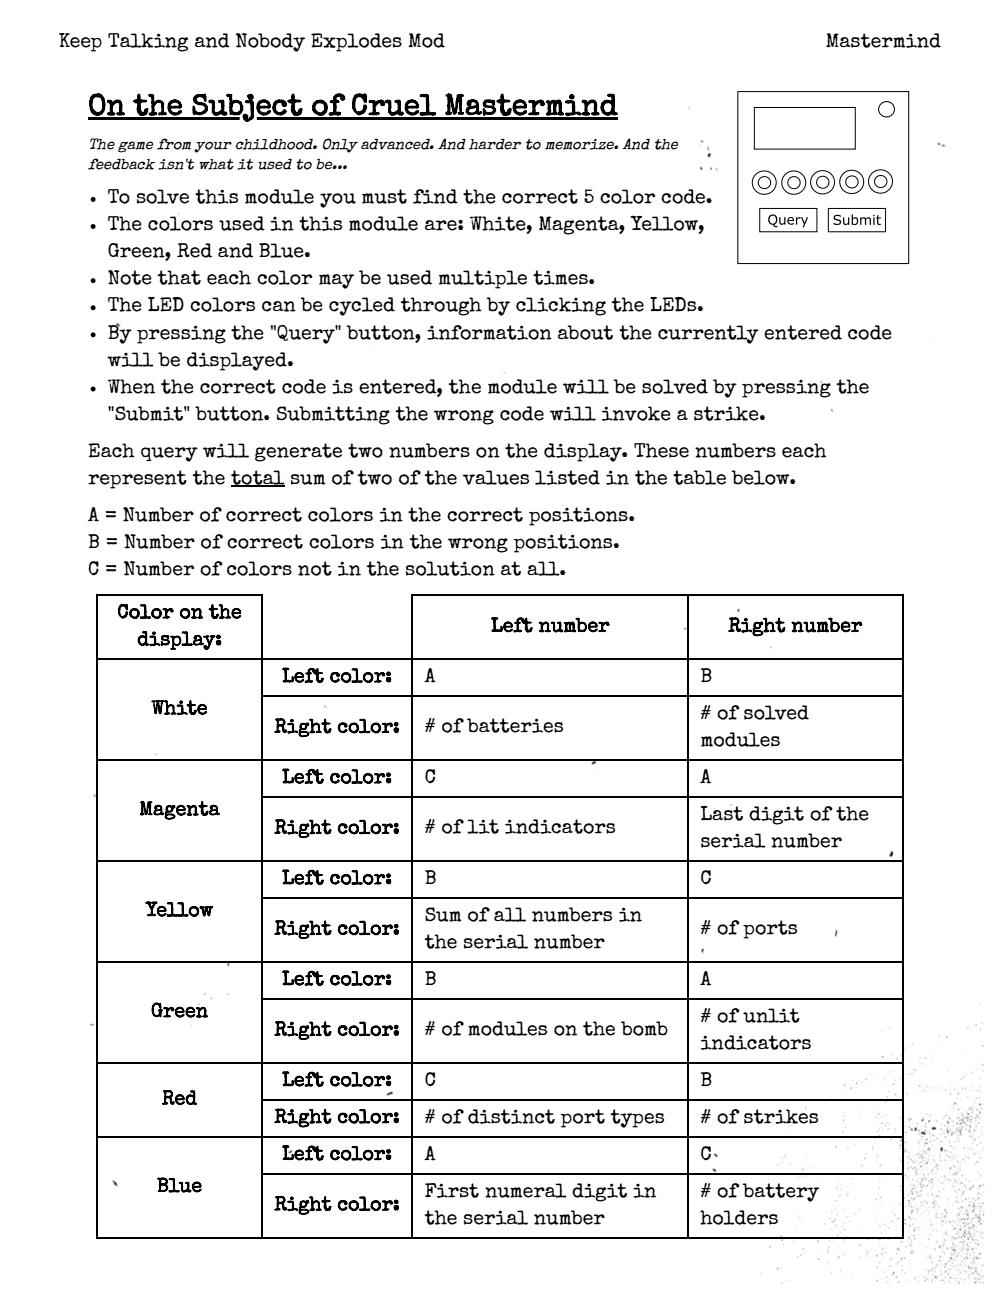 Keep Talking and Nobody Explodes Mod
Mastermind
On the Subject of Cruel Mastermind
The game from your childhood. Only advanced. And harder to memorize. And the
feedback isn't what it used to be...
Query
Submit
• To solve this module you must find the correct 5 color code.
• The colors used in this module are: White, Magenta, Yellow,
Green, Red and Blue.
• Note that each color may be used multiple times.
• The LED colors can be cycled through by clicking the LEDs.
• By pressing the "Query" button, information about the currently entered code
will be displayed.
• When the correct code is entered, the module will be solved by pressing the
"Submit" button. Submitting the wrong code will invoke a strike.
Each query will generate two numbers on the display. These numbers each
represent the total sum of two of the values listed in the table below.
A = Number of correct colors in the correct positions.
B = Number of correct colors in the wrong positions.
C = Number of colors not in the solution at all.
Color on the
display:
Left number
Right number
White
Left color:
A
B
Right color:
# of batteries
# of solved
modules
Magenta
Left color:
C
A
Right color:
# of lit indicators
Last digit of the
serial number
Yellow
Left color:
B
C
Right color:
Sum of all numbers in
the serial number
# of ports
Green
Left color:
B
A
Right color:
# of modules on the bomb
# of unlit
indicators
Red
Left color:
C
B
Right color:
# of distinct port types
# of strikes
Blue
Left color:
A
C
Right color:
First numeral digit in
the serial number
# of battery
holders